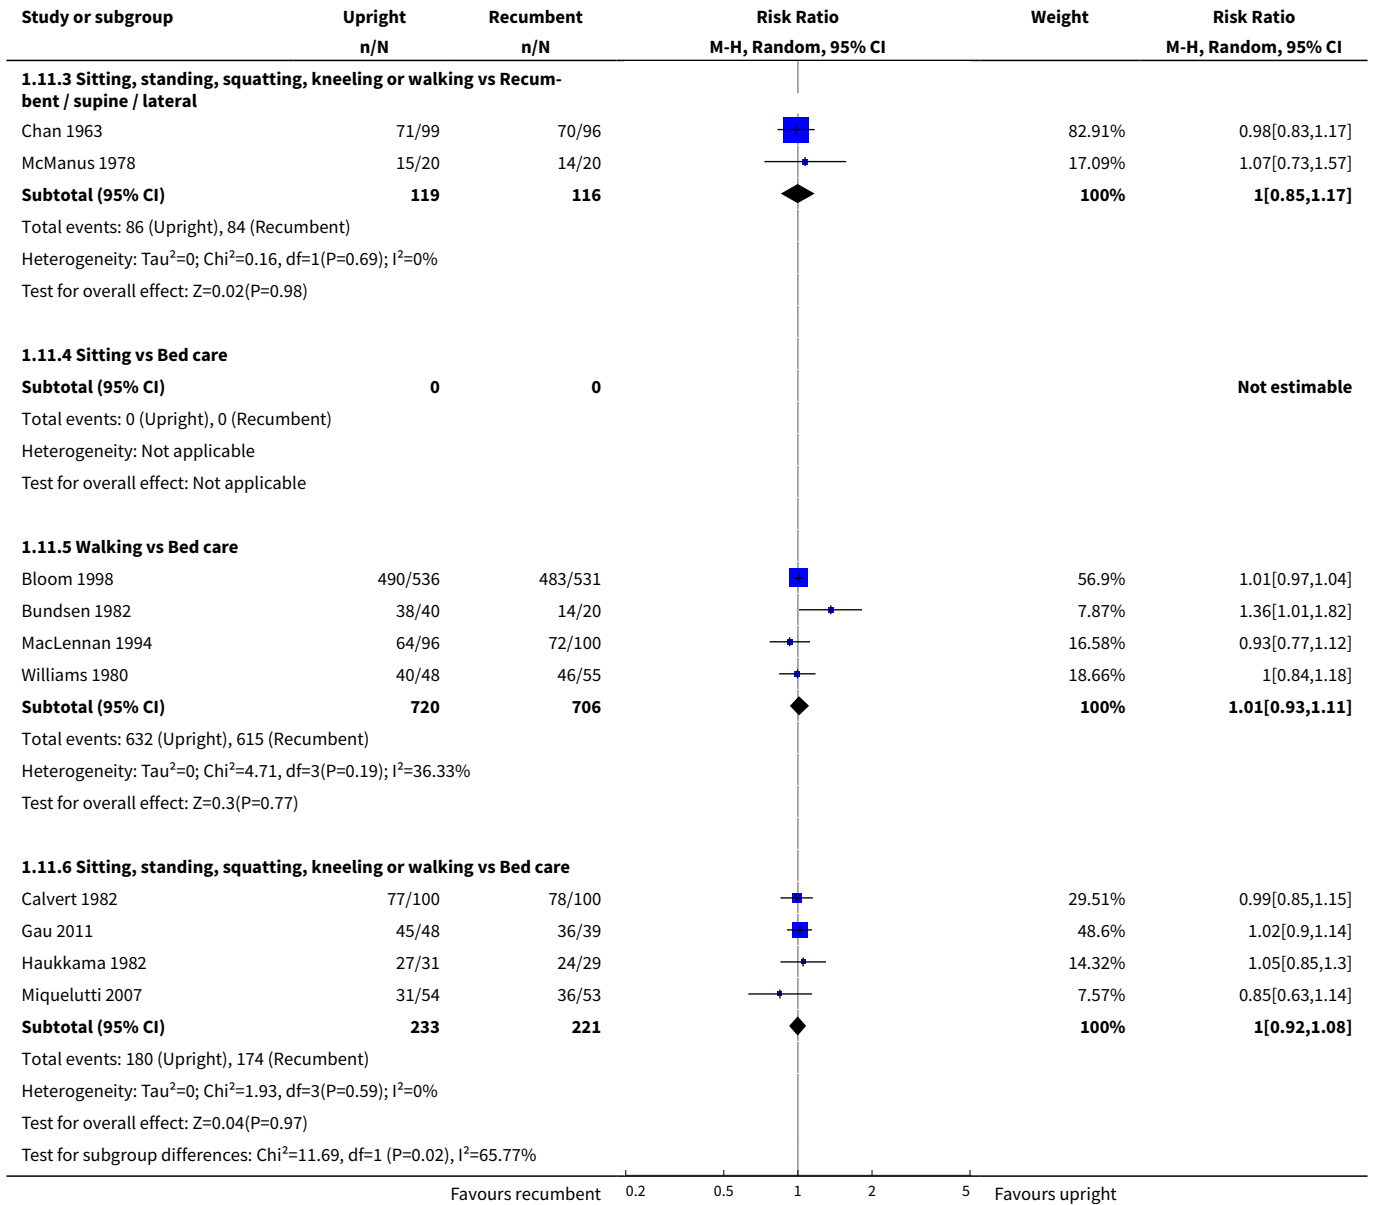 Study or subgroup Upright Recumbent Risk Ratio Weight Risk Ratio
n/N n/N M-H, Random, 95% CI M-H, Random, 95% CI
1.11.3 Sitting, standing, squatting, kneeling or walking vs Recum-
bent / supine / lateral
Chan 1963 71/99 70/96 82.91% 0.98[0.83,1.17]
McManus 1978 15/20 14/20 17.09% 1.07[0.73,1.57]
Subtotal (95% CI) 119 116 100% 1[0.85,1.17]
Total events: 86 (Upright), 84 (Recumbent)
Heterogeneity: Tau²=0; Chi²=0.16, df=1(P=0.69); I²=0%
Test for overall effect: Z=0.02(P=0.98)
1.11.4 Sitting vs Bed care
Subtotal (95% CI) 0 0 Not estimable
Total events: 0 (Upright), 0 (Recumbent)
Heterogeneity: Not applicable
Test for overall effect: Not applicable
1.11.5 Walking vs Bed care
Bloom 1998 490/536 483/531 56.9% 1.01[0.97,1.04]
Bundsen 1982 38/40 14/20 7.87% 1.36[1.01,1.82]
MacLennan 1994 64/96 72/100 16.58% 0.93[0.77,1.12]
Williams 1980 40/48 46/55 18.66% 1[0.84,1.18]
Subtotal (95% CI) 720 706 100% 1.01[0.93,1.11]
Total events: 632 (Upright), 615 (Recumbent)
Heterogeneity: Tau²=0; Chi²=4.71, df=3(P=0.19); I²=36.33%
Test for overall effect: Z=0.3(P=0.77)
1.11.6 Sitting, standing, squatting, kneeling or walking vs Bed care
Calvert 1982 77/100 78/100 29.51% 0.99[0.85,1.15]
Gau 2011 45/48 36/39 48.6% 1.02[0.9,1.14]
Haukkama 1982 27/31 24/29 14.32% 1.05[0.85,1.3]
Miquelutti 2007 31/54 36/53 7.57% 0.85[0.63,1.14]
Subtotal (95% CI) 233 221 100% 1[0.92,1.08]
Total events: 180 (Upright), 174 (Recumbent)
Heterogeneity: Tau²=0; Chi²=1.93, df=3(P=0.59); I²=0%
Test for overall effect: Z=0.04(P=0.97)
Test for subgroup differences: Chi²=11.69, df=1 (P=0.02), I²=65.77%
Favours recumbent 0.2 0.5 1 2 5 Favours upright